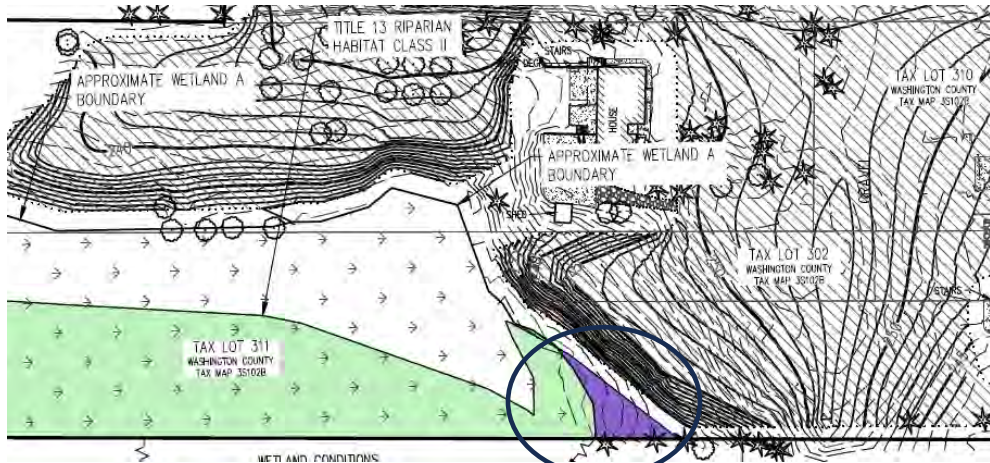 TITLE 13 RIPARIAN
HABITAT CLASS II
APPROXIMATE WETLAND A
BOUNDARY
STAIRS
DECK
HOUSE
TAX LOT 310
WASHINGTON COUNTY
TAX MAP 3S102B
APPROXIMATE WETLAND A
BOUNDARY
240
GRAVEL
SHED
TAX LOT 302
WASHINGTON COUNTY
TAX MAP 3S102B
STAIRS
TAX LOT 311
WASHINGTON COUNTY
TAX MAP 3S102B
WETLAND CONDITIONS